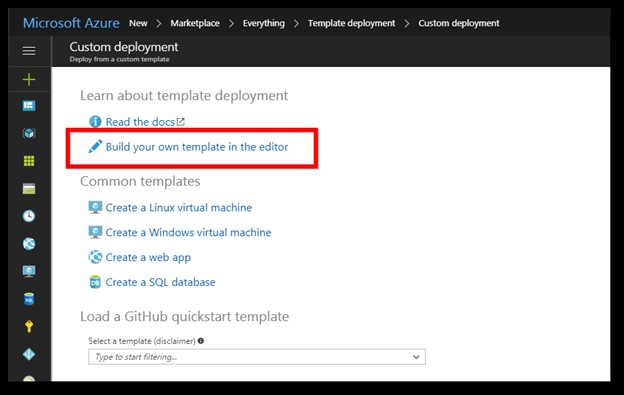 Microsoft Azure New > Marketplace > Everything > Template deployment > Custom deployment
Custom deployment
Deploy from a custom template
Learn about template deployment
Read the docs
Build your own template in the editor
Common templates
Create a Linux virtual machine
Create a Windows virtual machine
Create a web app
Create a SQL database
Load a GitHub quickstart template
Select a template (disclaimer)
Type to start filtering...